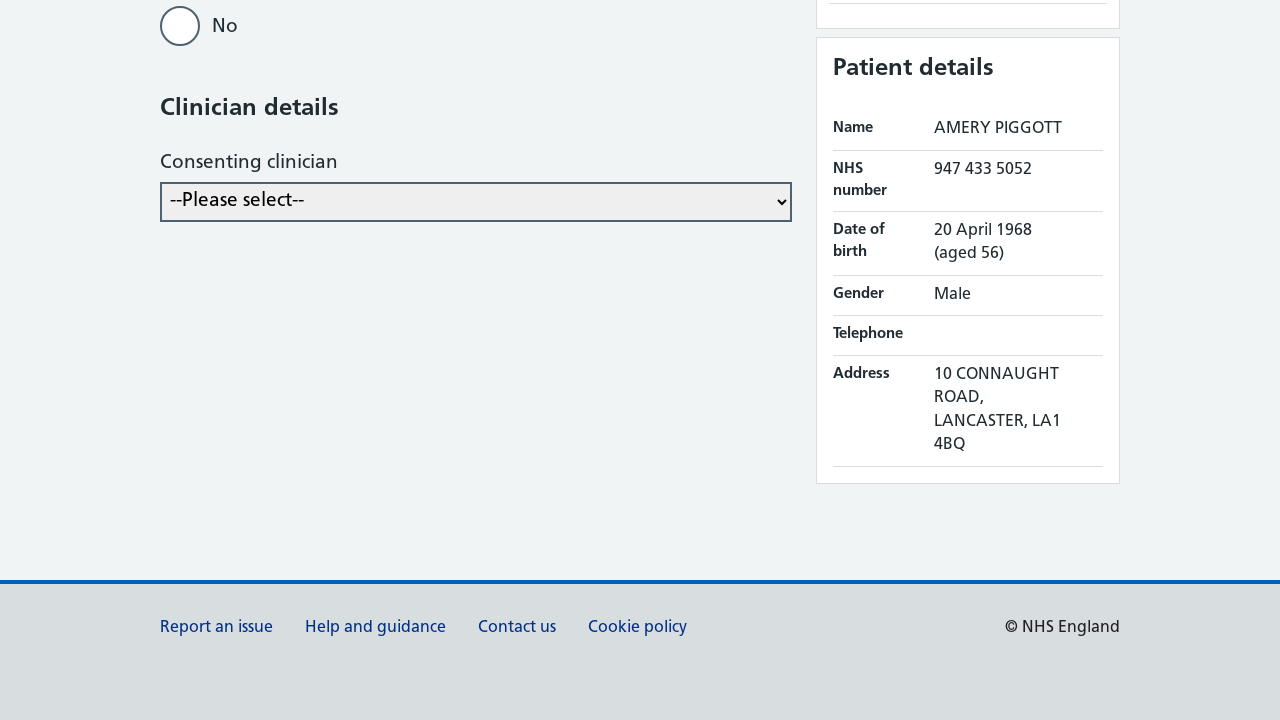 No
Clinician details
Consenting clinician
--Please select--
Patient details
Name AMERY PIGGOTT
NHS number 947 433 5052
Date of birth 20 April 1968 (aged 56)
Gender Male
Telephone
Address 10 CONNAUGHT
ROAD,
LANCASTER, LA1
4BQ
Report an issue Help and guidance Contact us Cookie policy © NHS England